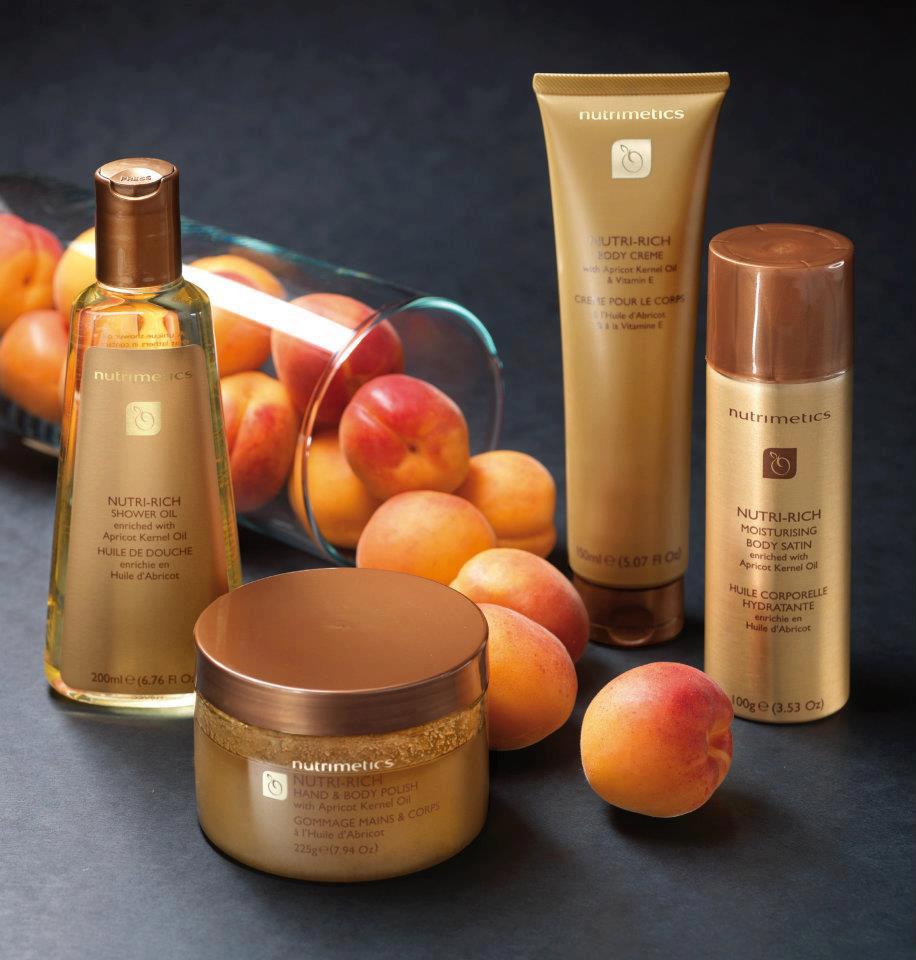 PRESS
nutrimetics
NUTRI-RICH
SHOWER OIL
enriched with
Apricot Kernel Oil
HUILE DE DOUCHE
enrichie en
Huile d'Abricot
200ml e (6.76 Fl Oz
nutrimetics
NUTRI-RICH
HAND & BODY POLISH
with Apricot Kernel Oil
GOMMAGE MAINS & CORPS
à l'Huile d'Abricot
225g e (7.94 Oz)
nutrimetics
NUTRI-RICH
BODY CREME
with Apricot Kernel Oil
& Vitamin E
CREME POUR LE CORPS
à l'Huile d'Abricot
& à la Vitamine E
150ml e (5.07 Fl Oz)
nutrimetics
NUTRI-RICH
MOISTURISING
BODY SATIN
enriched with
Apricot Kernel Oil
HUILE CORPORELLE
HYDRATANTE
enrichie en
Huile d'Abricot
100g e (3.53 Oz)